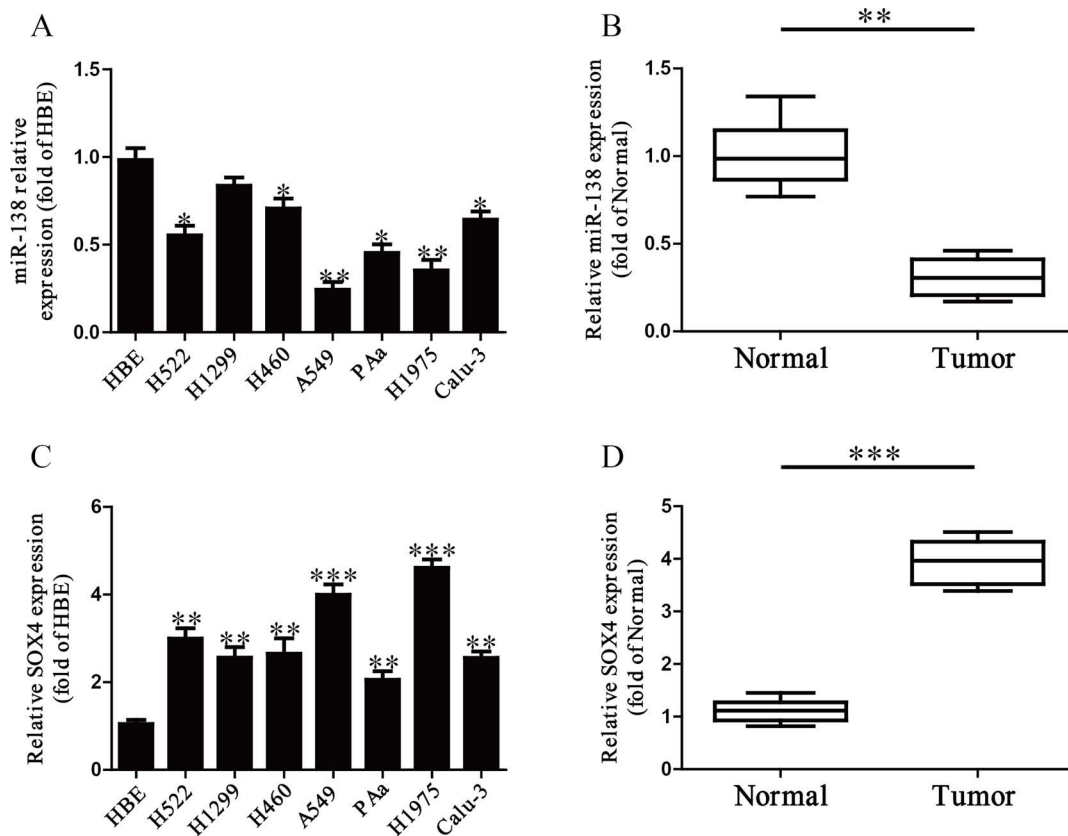 A
miR-138 relative
expression (fold of HBE)
1.5
1.0
0.5
0.0
*
*
**
*
**
*
HBE
H522
H1299
H460
A549
PAa
H1975
Calu-3
B
**
Relative miR-138 expression
(fold of Normal)
1.5
1.0
0.5
0.0
Normal
Tumor
C
Relative SOX4 expression
(fold of HBE)
6
4
2
0
**
**
**
***
**
***
**
HBE
H522
H1299
H460
A549
PAa
H1975
Calu-3
D
***
Relative SOX4 expression
(fold of Normal)
5
4
3
2
1
0
Normal
Tumor